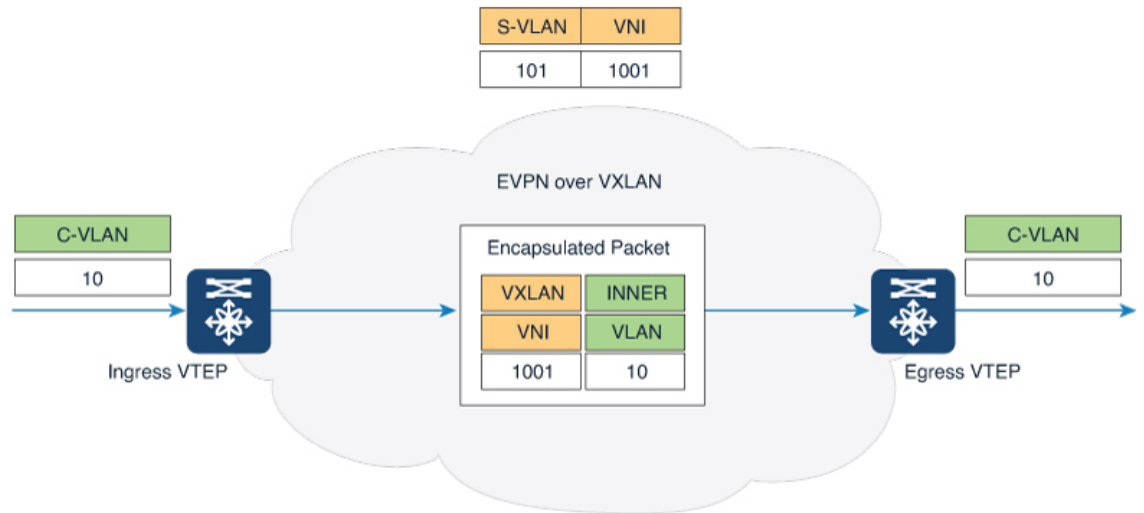 S-VLAN VNI
101 1001
EVPN over VXLAN
C-VLAN
10
Ingress VTEP
Encapsulated Packet
VXLAN INNER
VNI VLAN
1001 10
C-VLAN
10
Egress VTEP